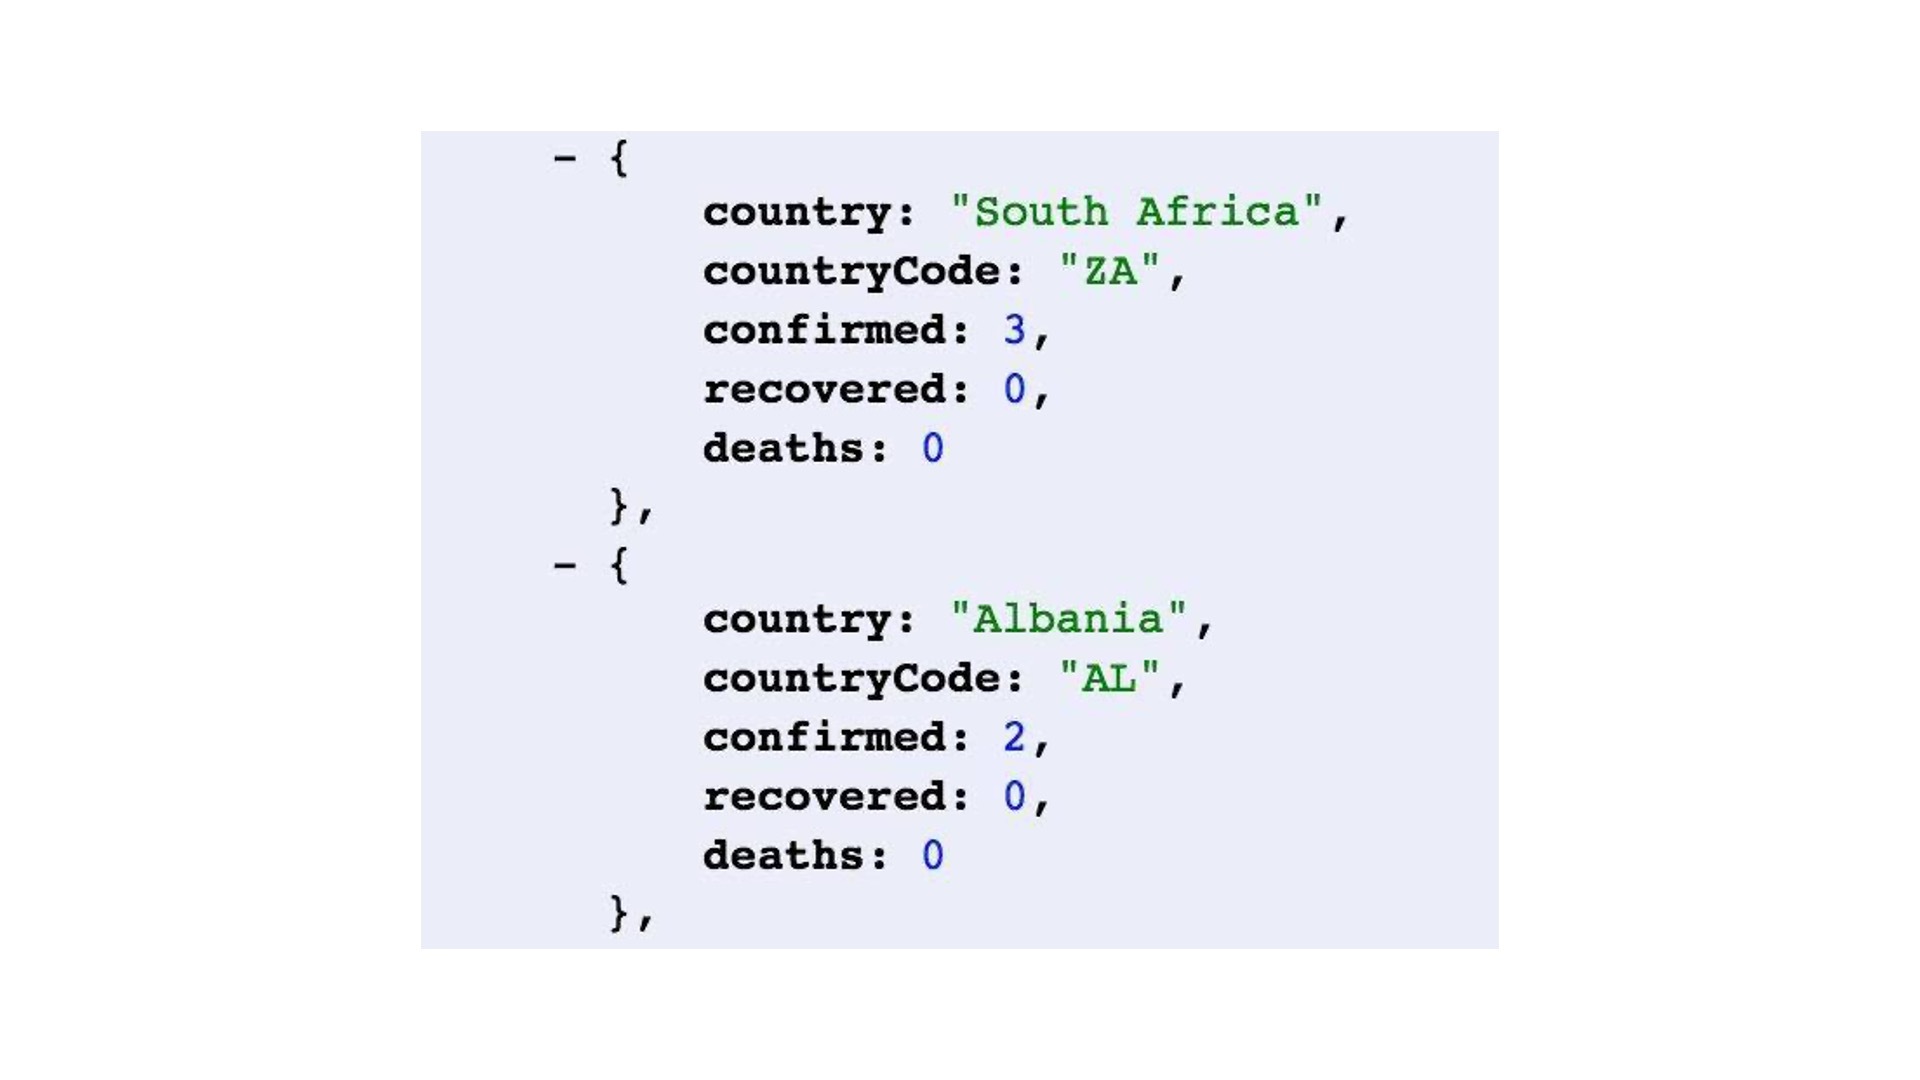 - {
country: "South Africa",
countryCode: "ZA",
confirmed: 3,
recovered: 0,
deaths: 0
},
- {
country: "Albania",
countryCode: "AL",
confirmed: 2,
recovered: 0,
deaths: 0
},